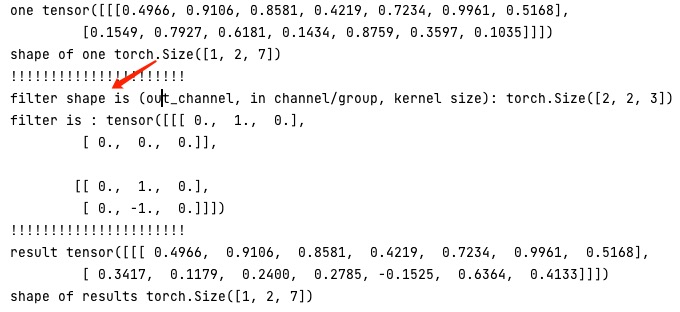 one tensor([[[0.4966, 0.9106, 0.8581, 0.4219, 0.7234, 0.9961, 0.5168],
[0.1549, 0.7927, 0.6181, 0.1434, 0.8759, 0.3597, 0.1035]]])
shape of one torch.Size([1, 2, 7])
!!!!!!!!!!!!!!!!!!!!!!
filter shape is (out_channel, in channel/group, kernel size): torch.Size([2, 2, 3])
filter is : tensor([[[ 0.,  1.,  0.],
[ 0.,  0.,  0.]],
[[ 0.,  1.,  0.],
[ 0., -1.,  0.]]])
!!!!!!!!!!!!!!!!!!!!!!
result tensor([[[ 0.4966,  0.9106,  0.8581,  0.4219,  0.7234,  0.9961,  0.5168],
[ 0.3417,  0.1179,  0.2400,  0.2785, -0.1525,  0.6364,  0.4133]]])
shape of results torch.Size([1, 2, 7])